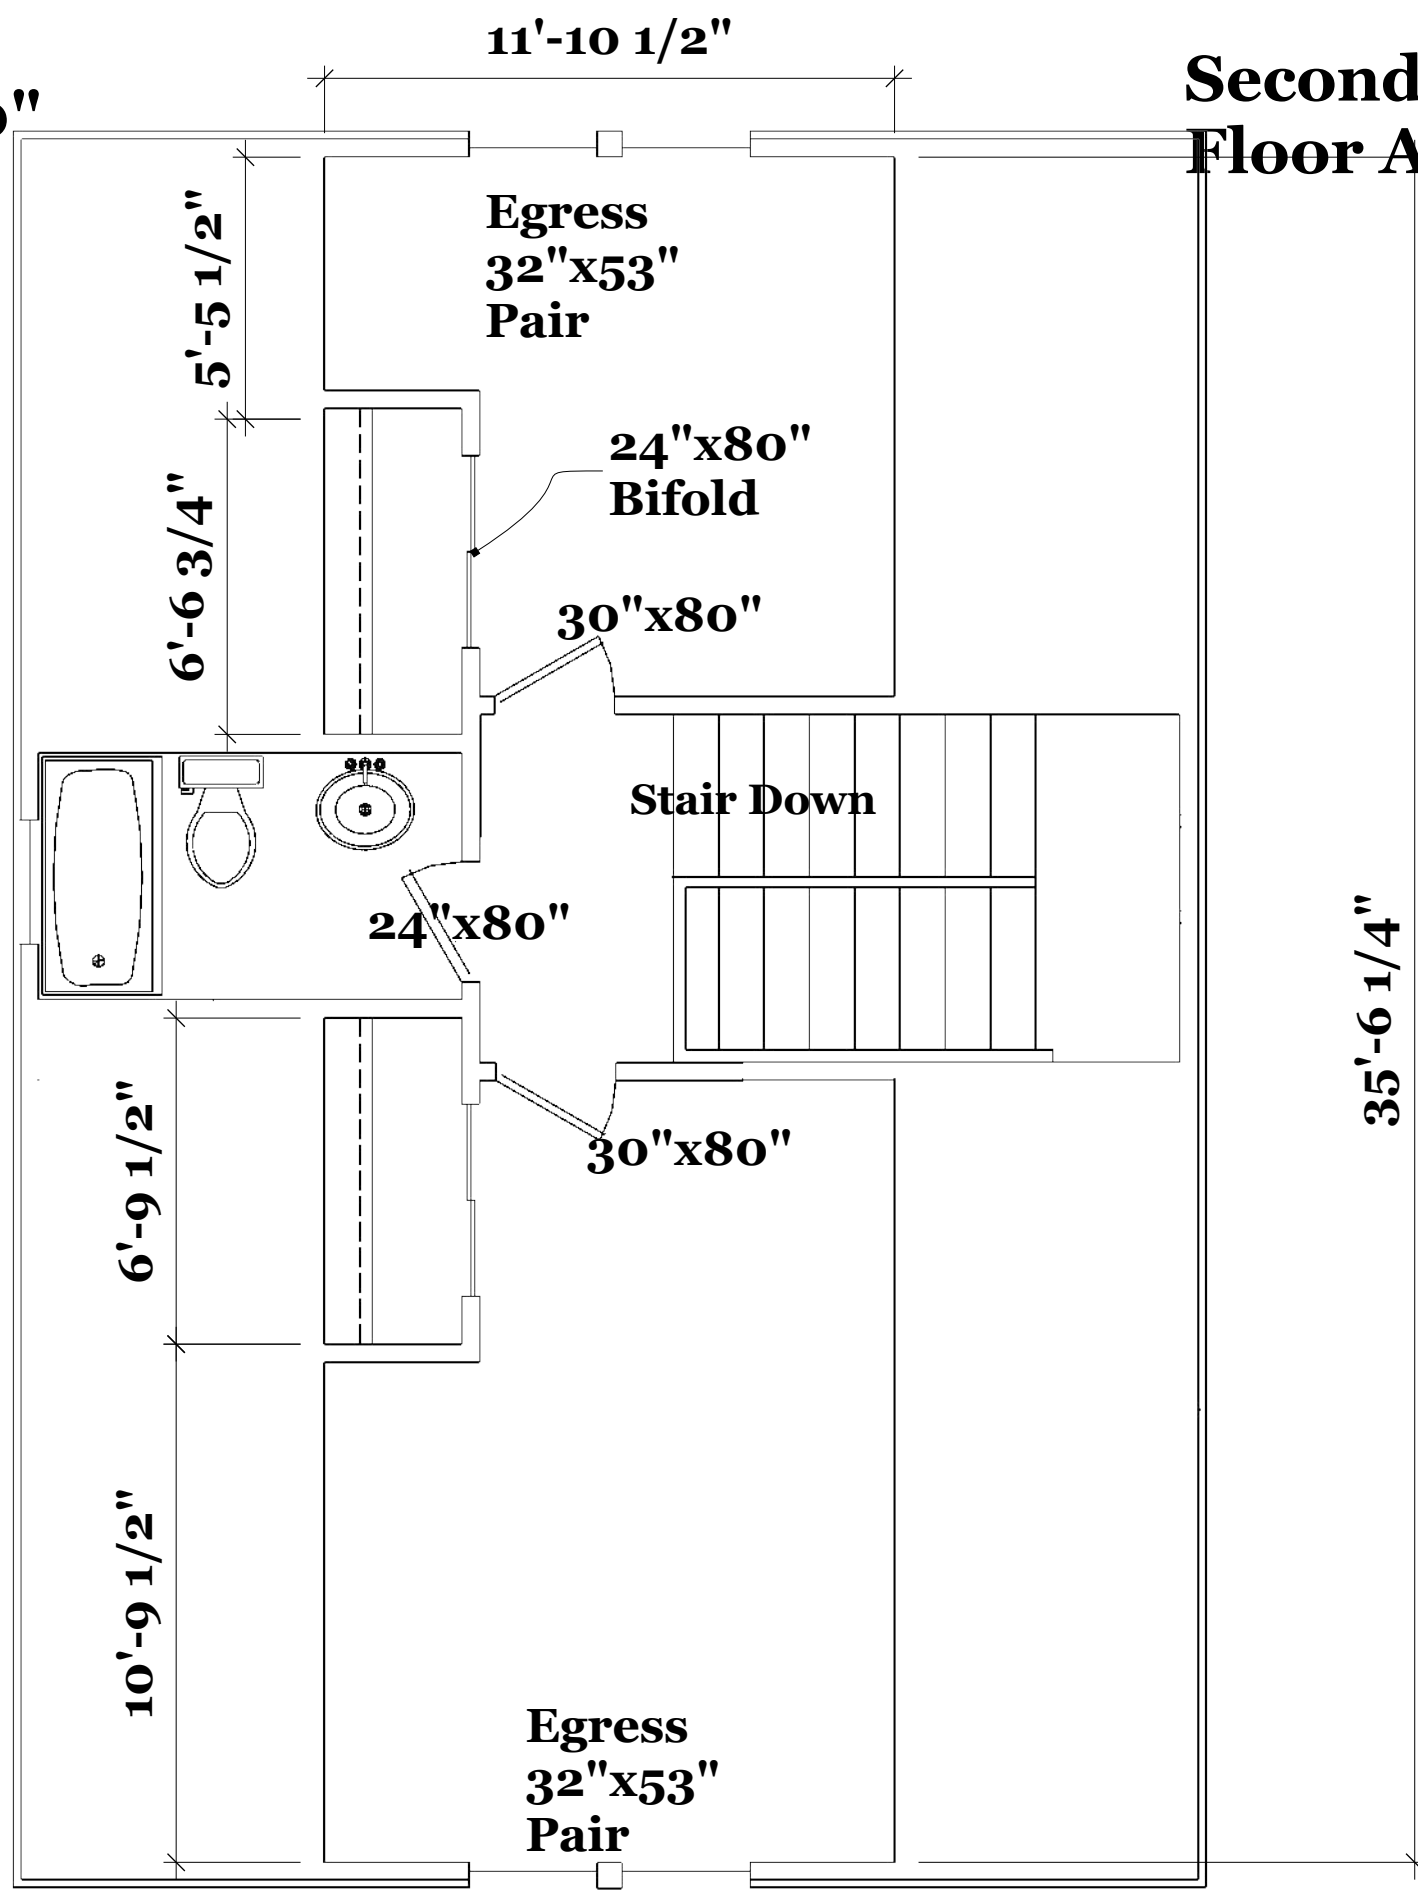 11'-10 1/2"
0"
Second
Floor A
5'-5 1/2"
Egress
32"x53"
Pair
24"x80"
Bifold
6'-6 3/4"
30"x80"
Stair Down
24"x80"
35'-6 1/4"
6'-9 1/2"
30"x80"
10'-9 1/2"
Egress
32"x53"
Pair